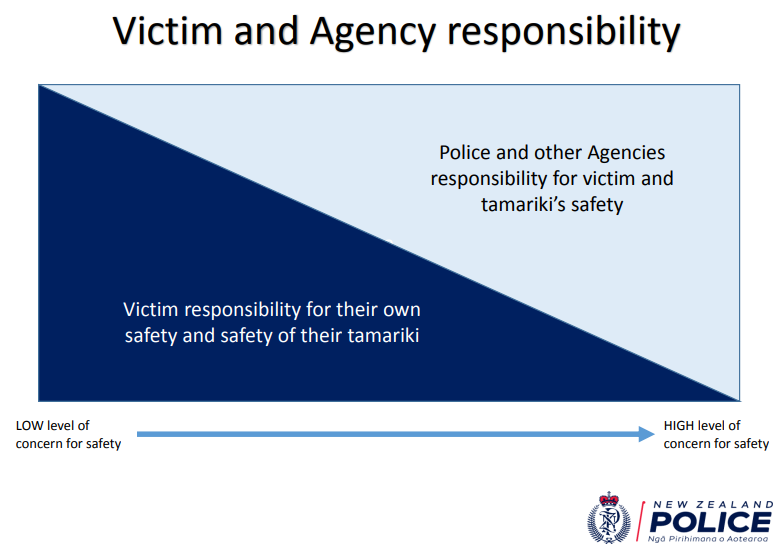 Victim and Agency responsibility
Police and other Agencies
responsibility for victim and
tamariki’s safety
Victim responsibility for their own
safety and safety of their tamariki
LOW level of
concern for safety
HIGH level of
concern for safety
NEW ZEALAND
POLICE
Ngā Pirihimana o Aotearoa